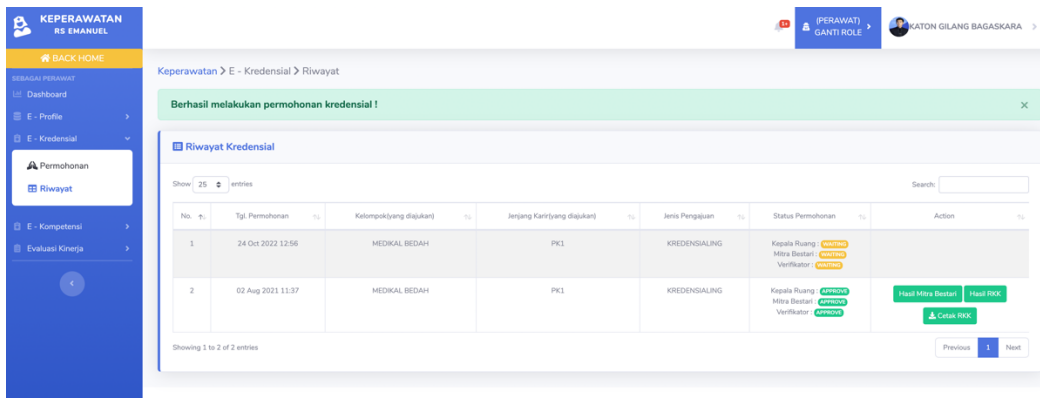 KEPERAWATAN
RS EMANUEL
1+
(PERAWAT)
GANTI ROLE
KATON GILANG BAGASKARA
BACK HOME
SEBAGAI PERAWAT
Dashboard
E - Profile
E - Kredensial
Permohonan
Riwayat
E - Kompetensi
Evaluasi Kinerja
Keperawatan > E - Kredensial > Riwayat
Berhasil melakukan permohonan kredensial !
Riwayat Kredensial
Show 25 entries
Search:
No. Tgl. Permohonan Kelompok(yang diajukan) Jenjang Karir(yang diajukan) Jenis Pengajuan Status Permohonan Action
1 24 Oct 2022 12:56 MEDIKAL BEDAH PK1 KREDENSIALING Kepala Ruang : WAITING
Mitra Bestari : WAITING
Verifikator : WAITING
2 02 Aug 2021 11:37 MEDIKAL BEDAH PK1 KREDENSIALING Kepala Ruang : APPROVE
Mitra Bestari : APPROVE
Verifikator : APPROVE
Hasil Mitra Bestari Hasil RKK
Cetak RKK
Showing 1 to 2 of 2 entries
Previous 1 Next